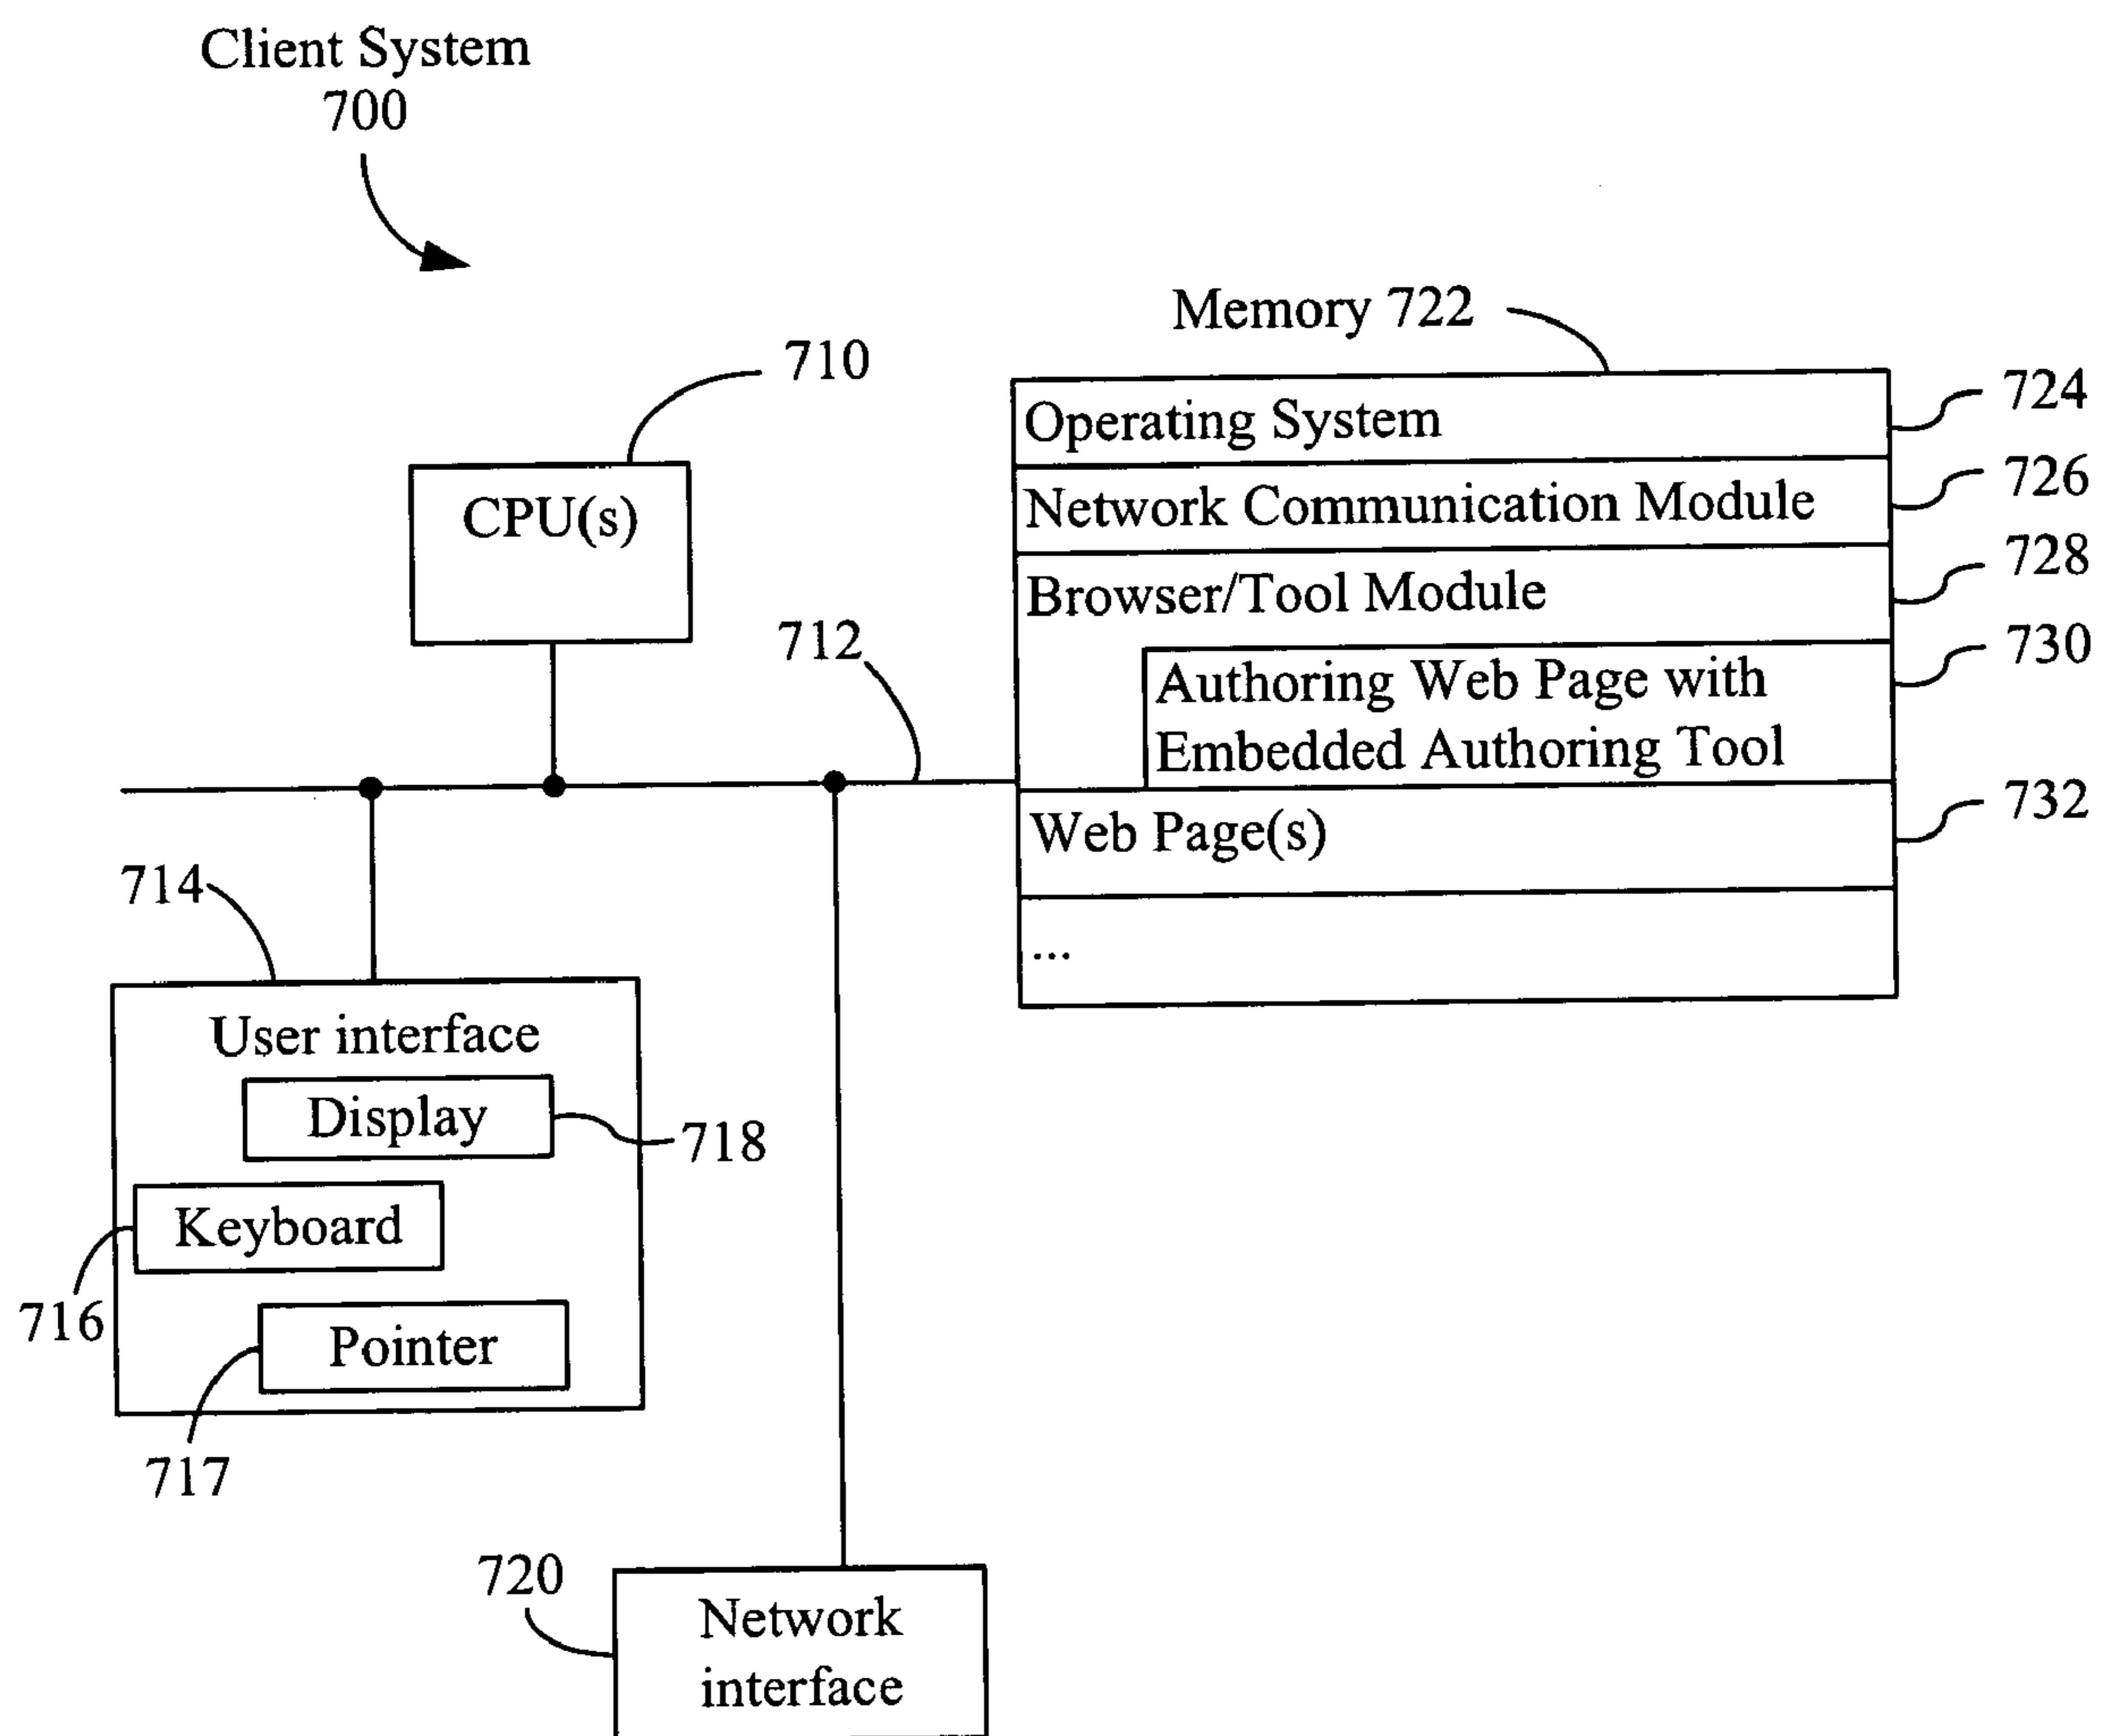 Client System
700
Memory 722
710
724
Operating System
726
CPU(s)
Network Communication Module
728
Browser/Tool Module
712
730
Authoring Web Page with
Embedded Authoring Tool
732
Web Page(s)
714
...
User interface
Display
718
Keyboard
716
Pointer
717
720
Network
interface